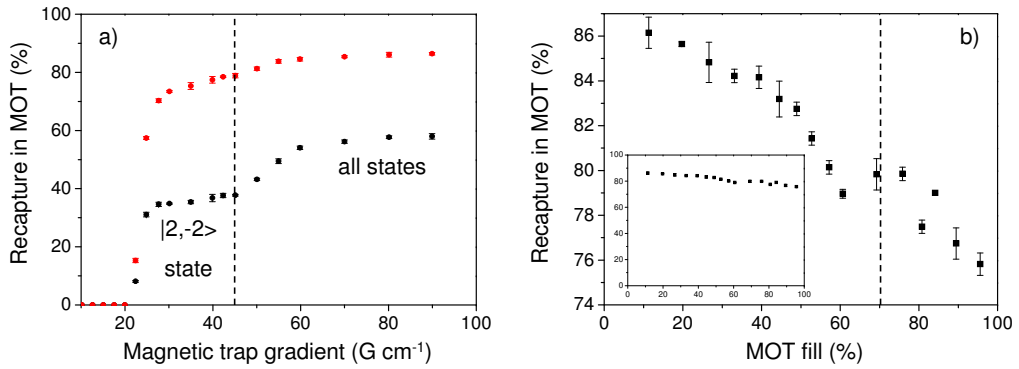 a)
100
80
60
40
20
0
Recapture in MOT (%)
all states
|2,-2>
state
20 40 60 80 100
Magnetic trap gradient (G cm⁻¹)
b)
86
84
82
80
78
76
74
Recapture in MOT (%)
100
80
60
40
20
0
0 20 40 60 80 100
0 20 40 60 80 100
MOT fill (%)